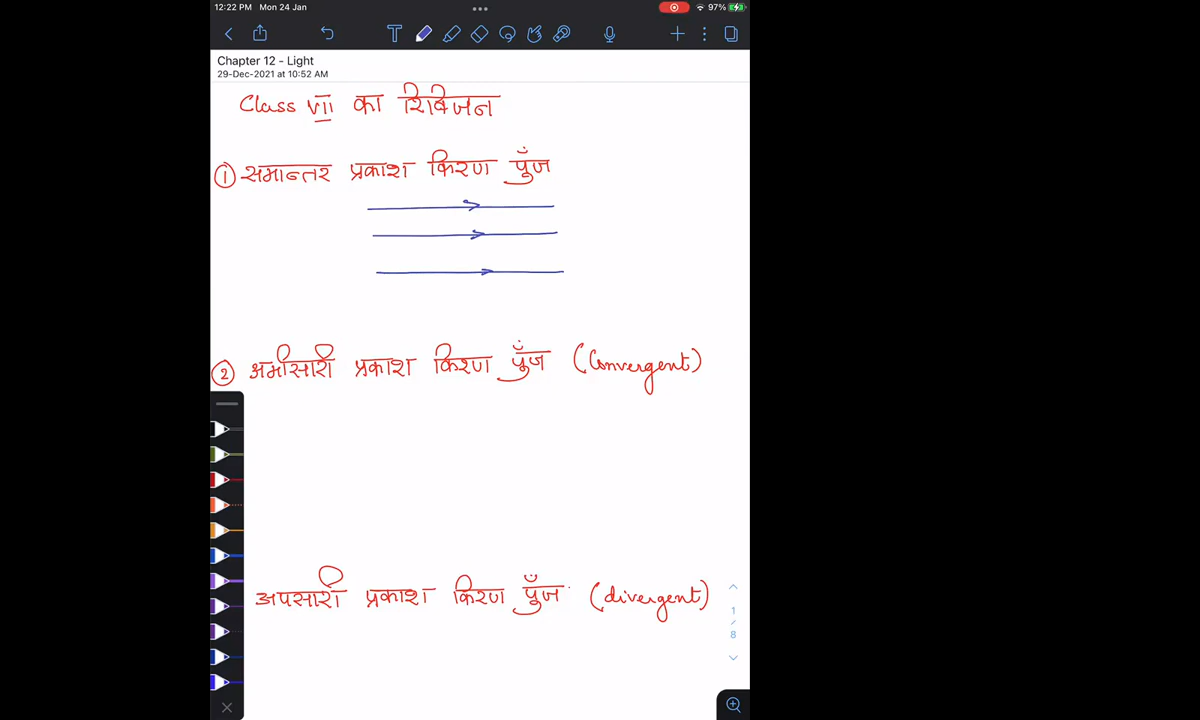 12:22 PM Mon 24 Jan
97%
Chapter 12 - Light
29-Dec-2021 at 10:52 AM
Class VII का रिविजन
① समान्तर प्रकाश किरण पुँज
② अभीसारी प्रकाश किरण पुँज (Convergent)
अपसारी प्रकाश किरण पुँज (divergent)
1
/
8